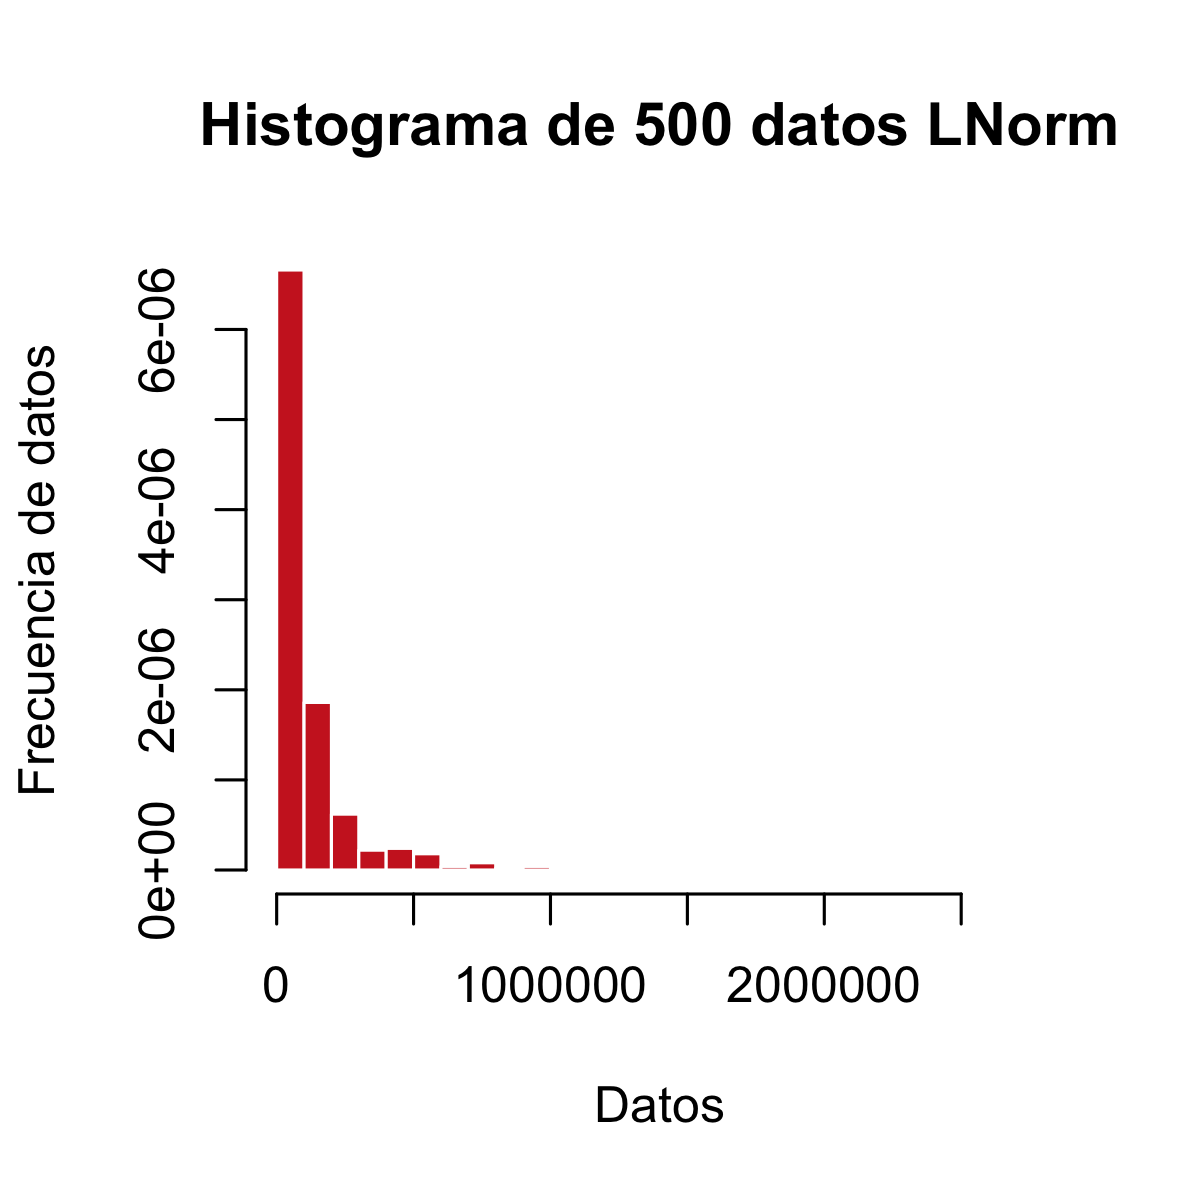 Histograma de 500 datos LNorm
Frecuencia de datos
6e-06
4e-06
2e-06
0e+00
0 1000000 2000000
Datos